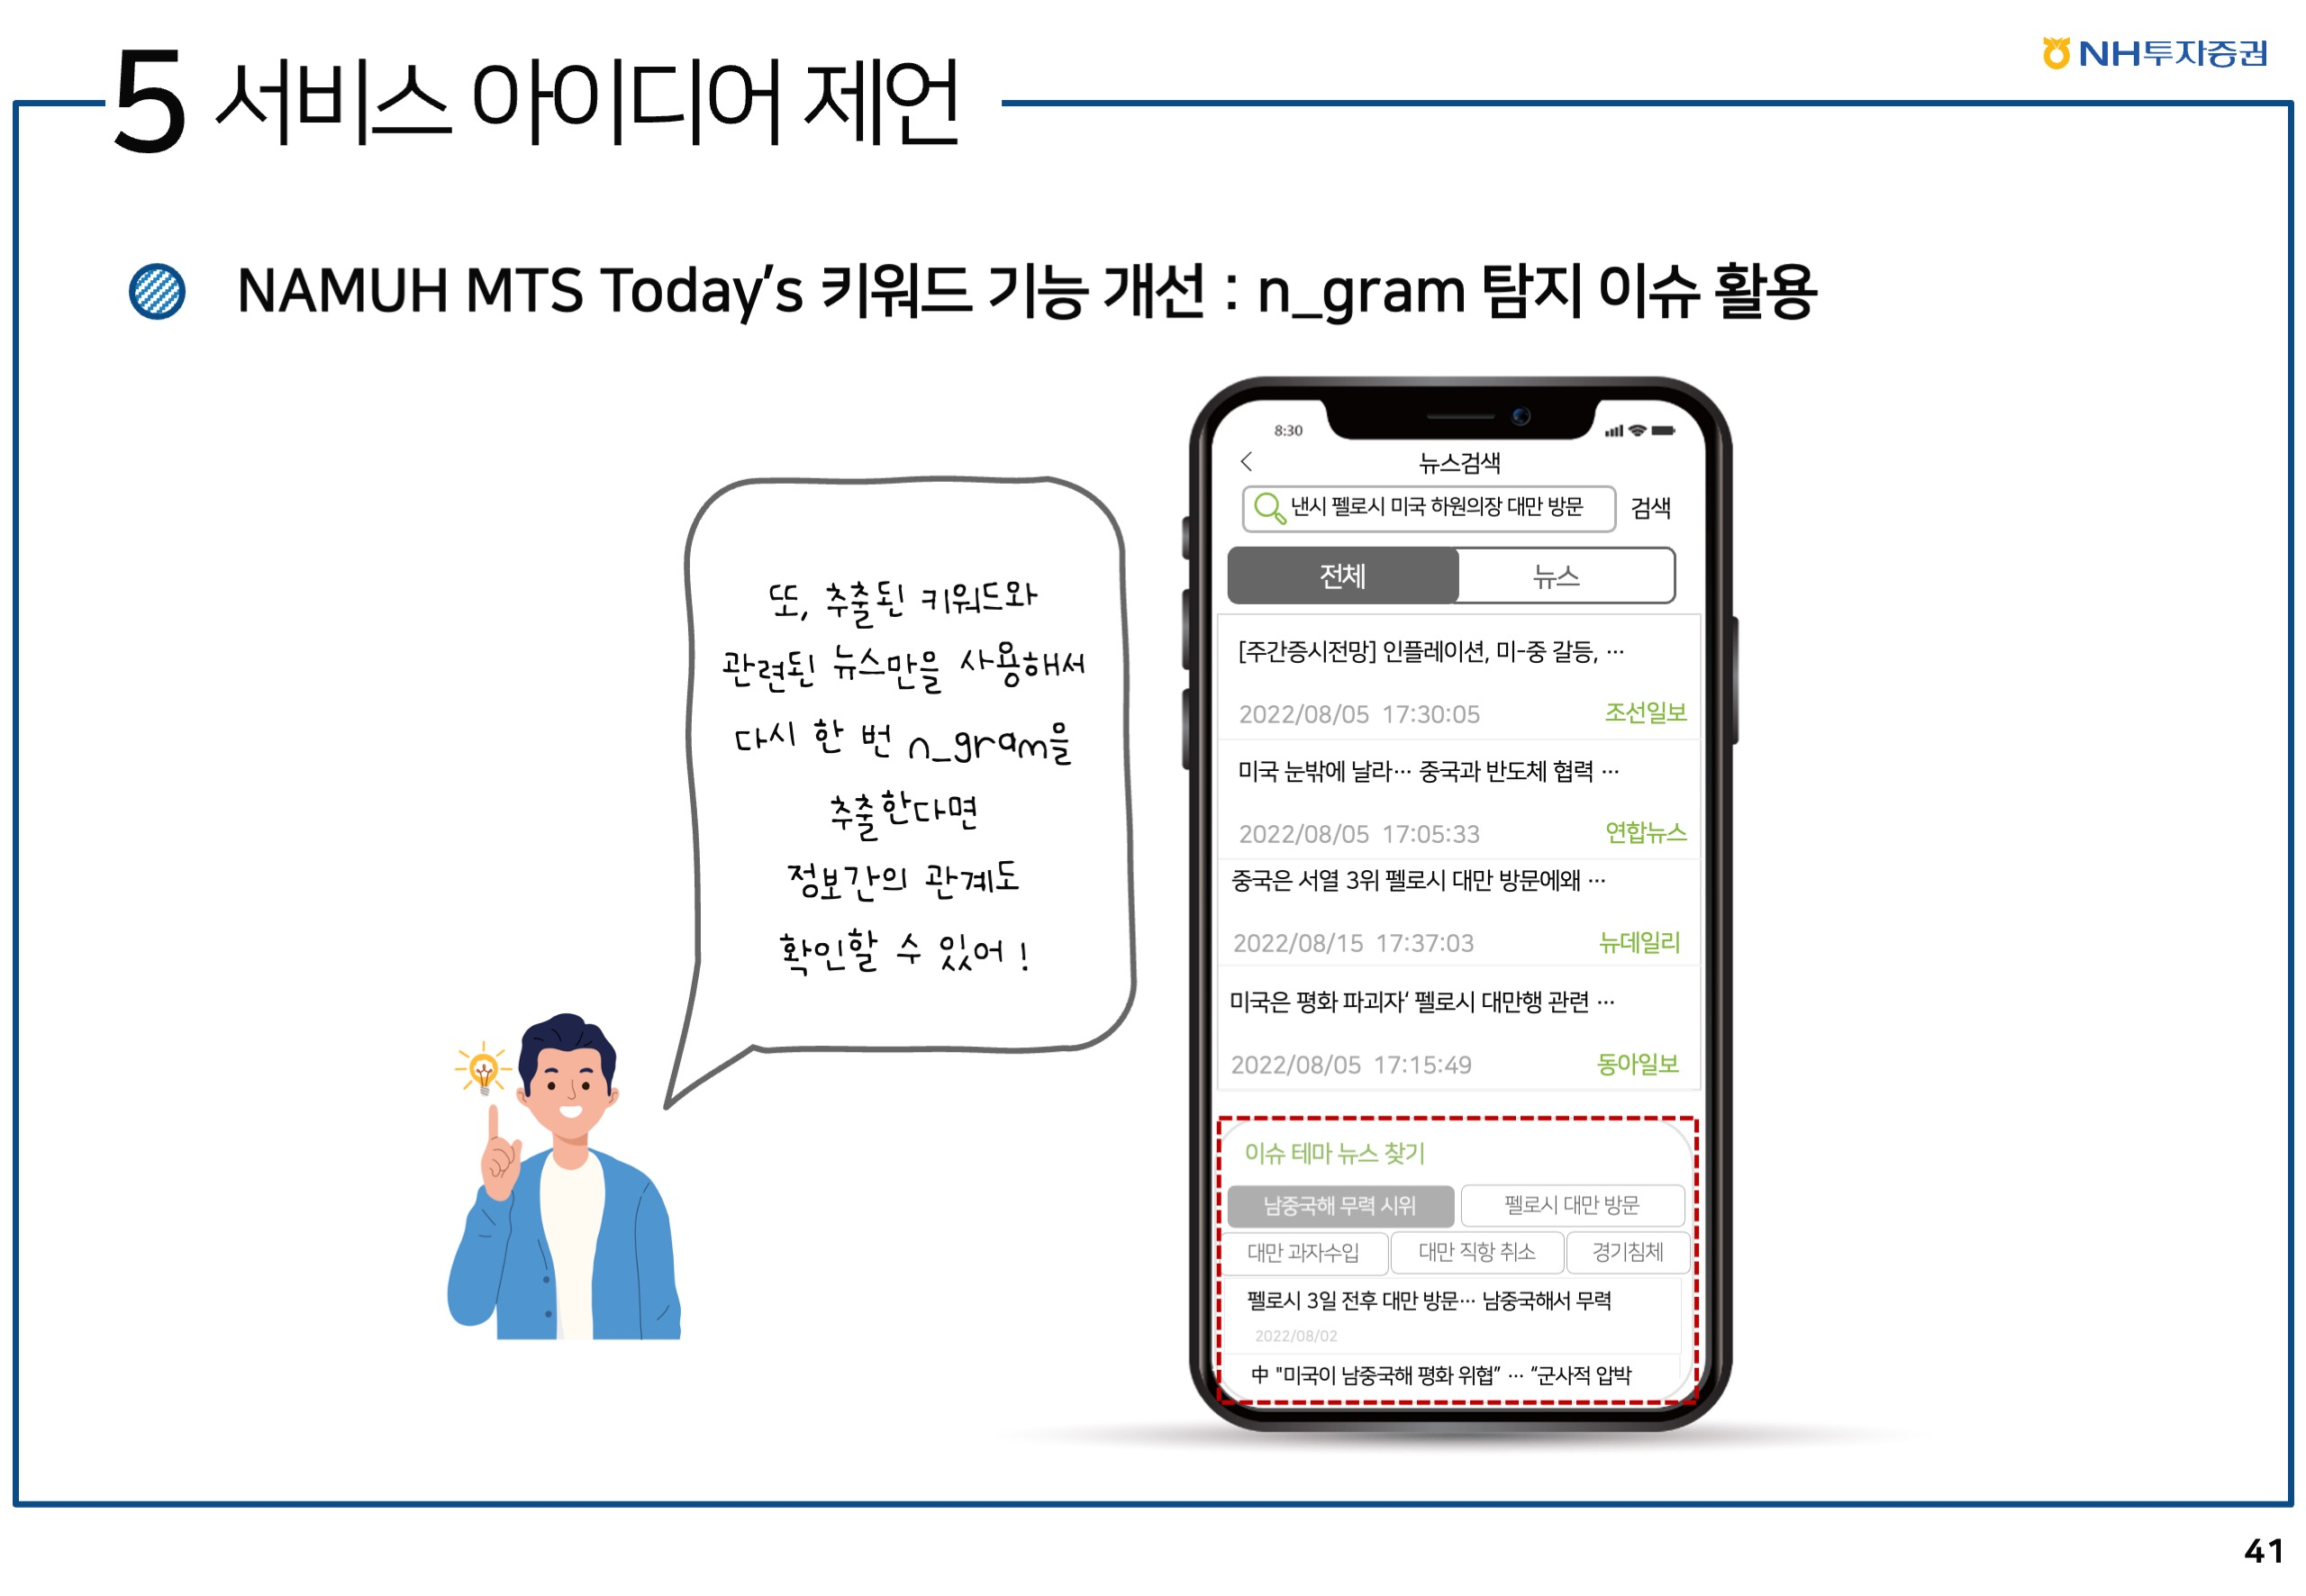 NH투자증권
5 서비스 아이디어 제언
NAMUH MTS Today's 키워드 기능 개선 : n_gram 탐지 이슈 활용
또, 추출된 키워드와
관련된 뉴스만을 사용해서
다시 한 번 n_gram을
추출한다면
정보간의 관계도
확인할 수 있어 !
8:30
뉴스검색
낸시 펠로시 미국 하원의장 대만 방문 검색
전체 뉴스
[주간증시전망] 인플레이션, 미-중 갈등, …
2022/08/05 17:30:05 조선일보
미국 눈밖에 날라… 중국과 반도체 협력 …
2022/08/05 17:05:33 연합뉴스
중국은 서열 3위 펠로시 대만 방문에왜 …
2022/08/15 17:37:03 뉴데일리
미국은 평화 파괴자‘ 펠로시 대만행 관련 …
2022/08/05 17:15:49 동아일보
이슈 테마 뉴스 찾기
남중국해 무력 시위 펠로시 대만 방문
대만 과자수입 대만 직항 취소 경기침체
펠로시 3일 전후 대만 방문… 남중국해서 무력
2022/08/02
中 "미국이 남중국해 평화 위협” … “군사적 압박
41